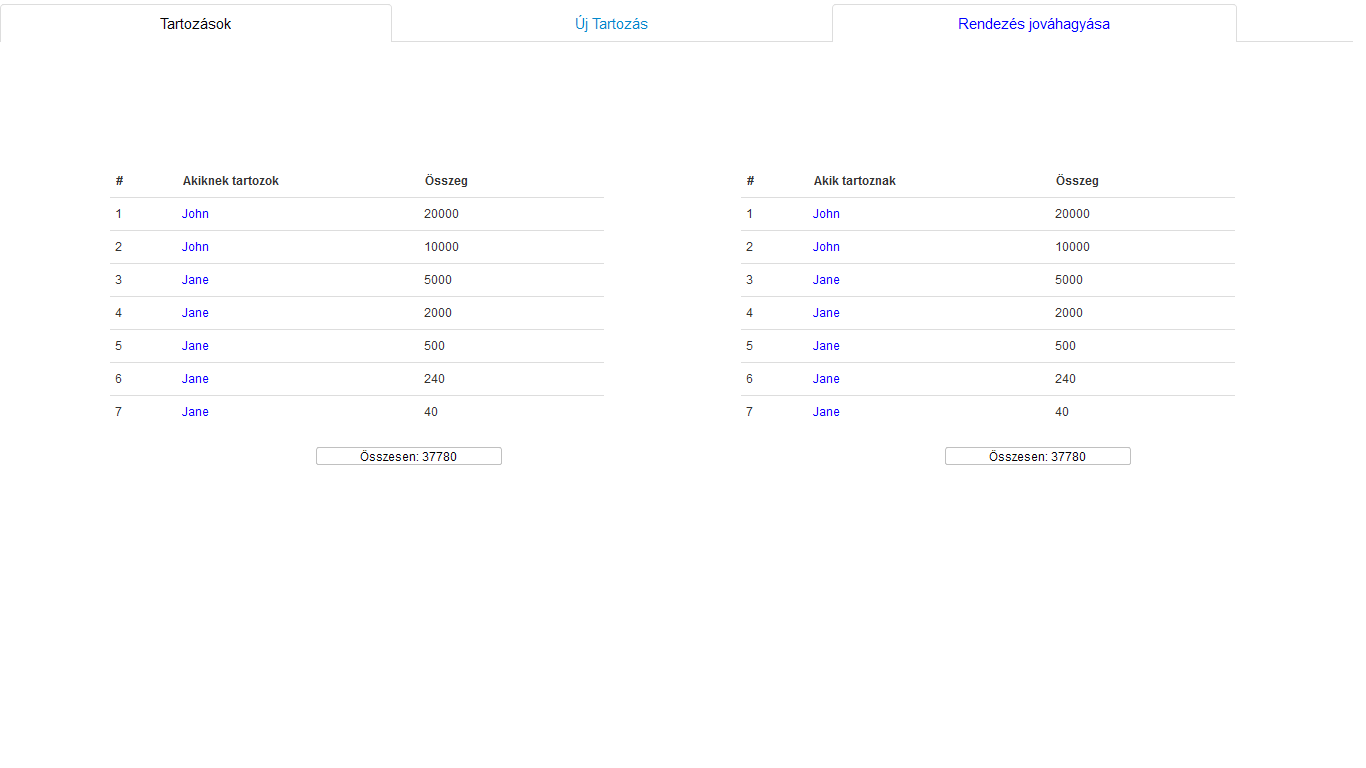 Tartozások Új Tartozás Rendezés jováhagyása
# Akiknek tartozok Összeg
1 John 20000
2 John 10000
3 Jane 5000
4 Jane 2000
5 Jane 500
6 Jane 240
7 Jane 40
Összesen: 37780
# Akik tartoznak Összeg
1 John 20000
2 John 10000
3 Jane 5000
4 Jane 2000
5 Jane 500
6 Jane 240
7 Jane 40
Összesen: 37780